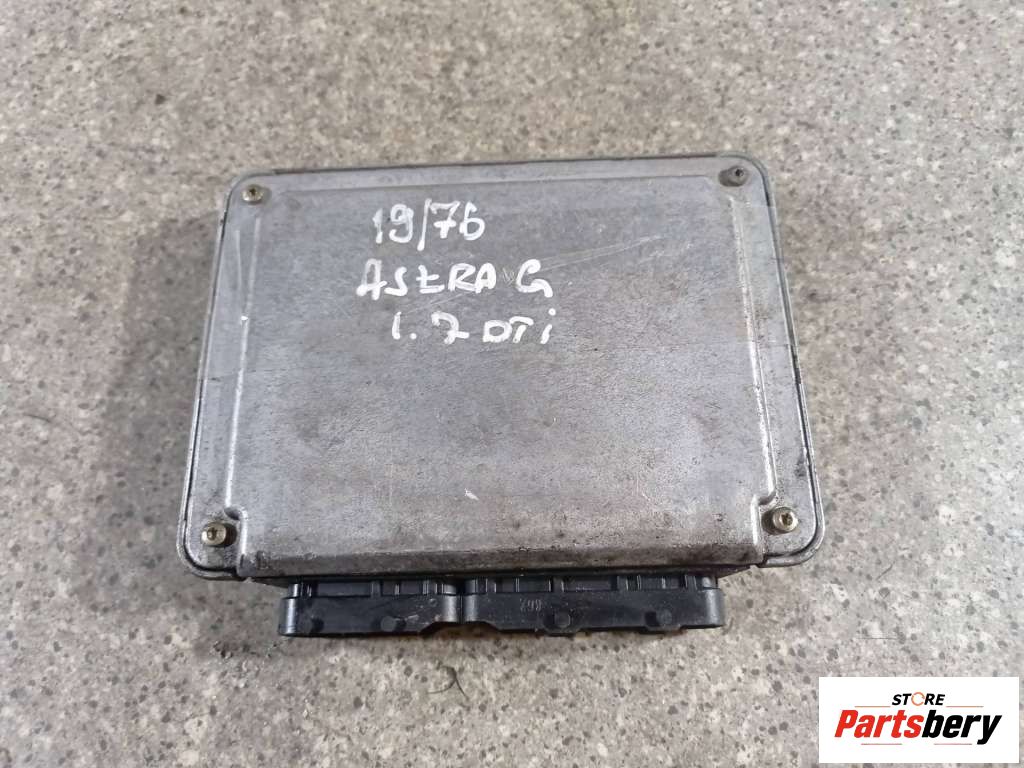 19/76
ASTRA G
1.7 DTi
STORE
Partsbery